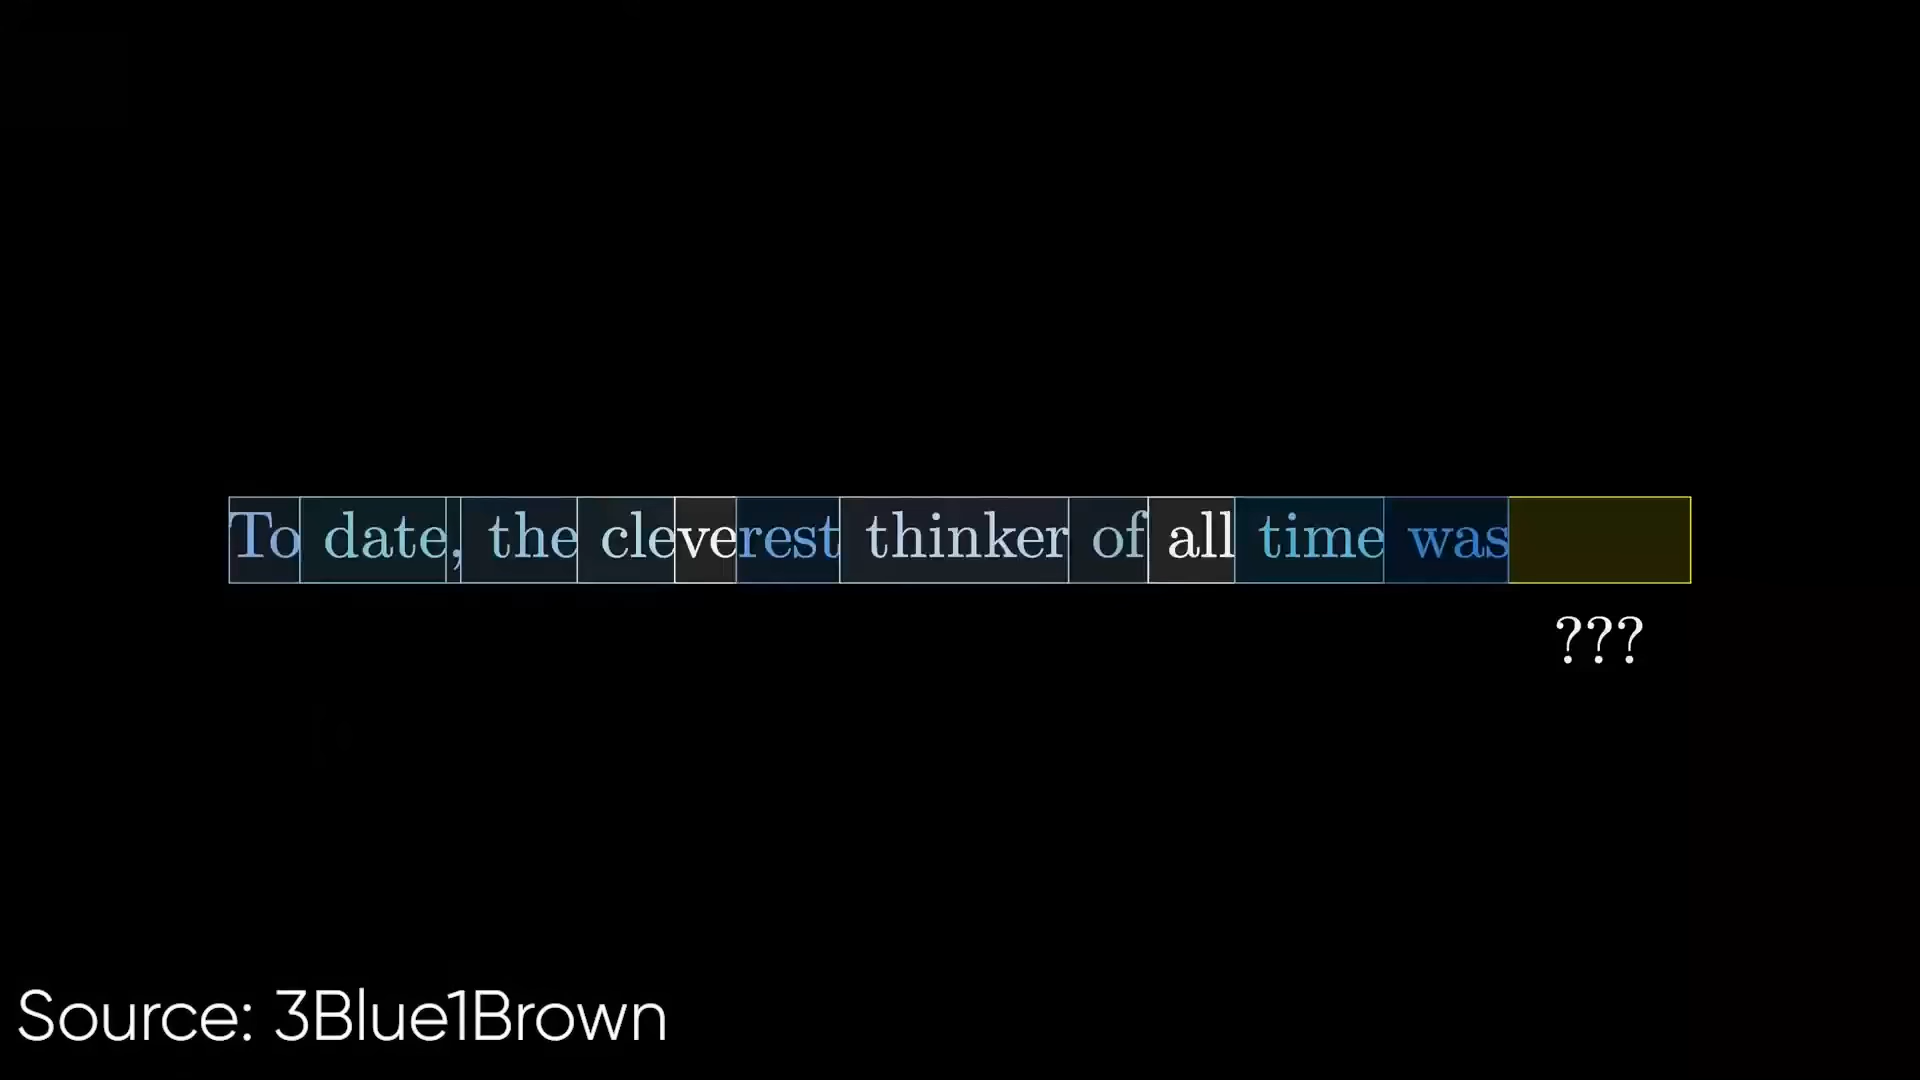 To date, the cleverest thinker of all time was
???
Source: 3Blue1Brown